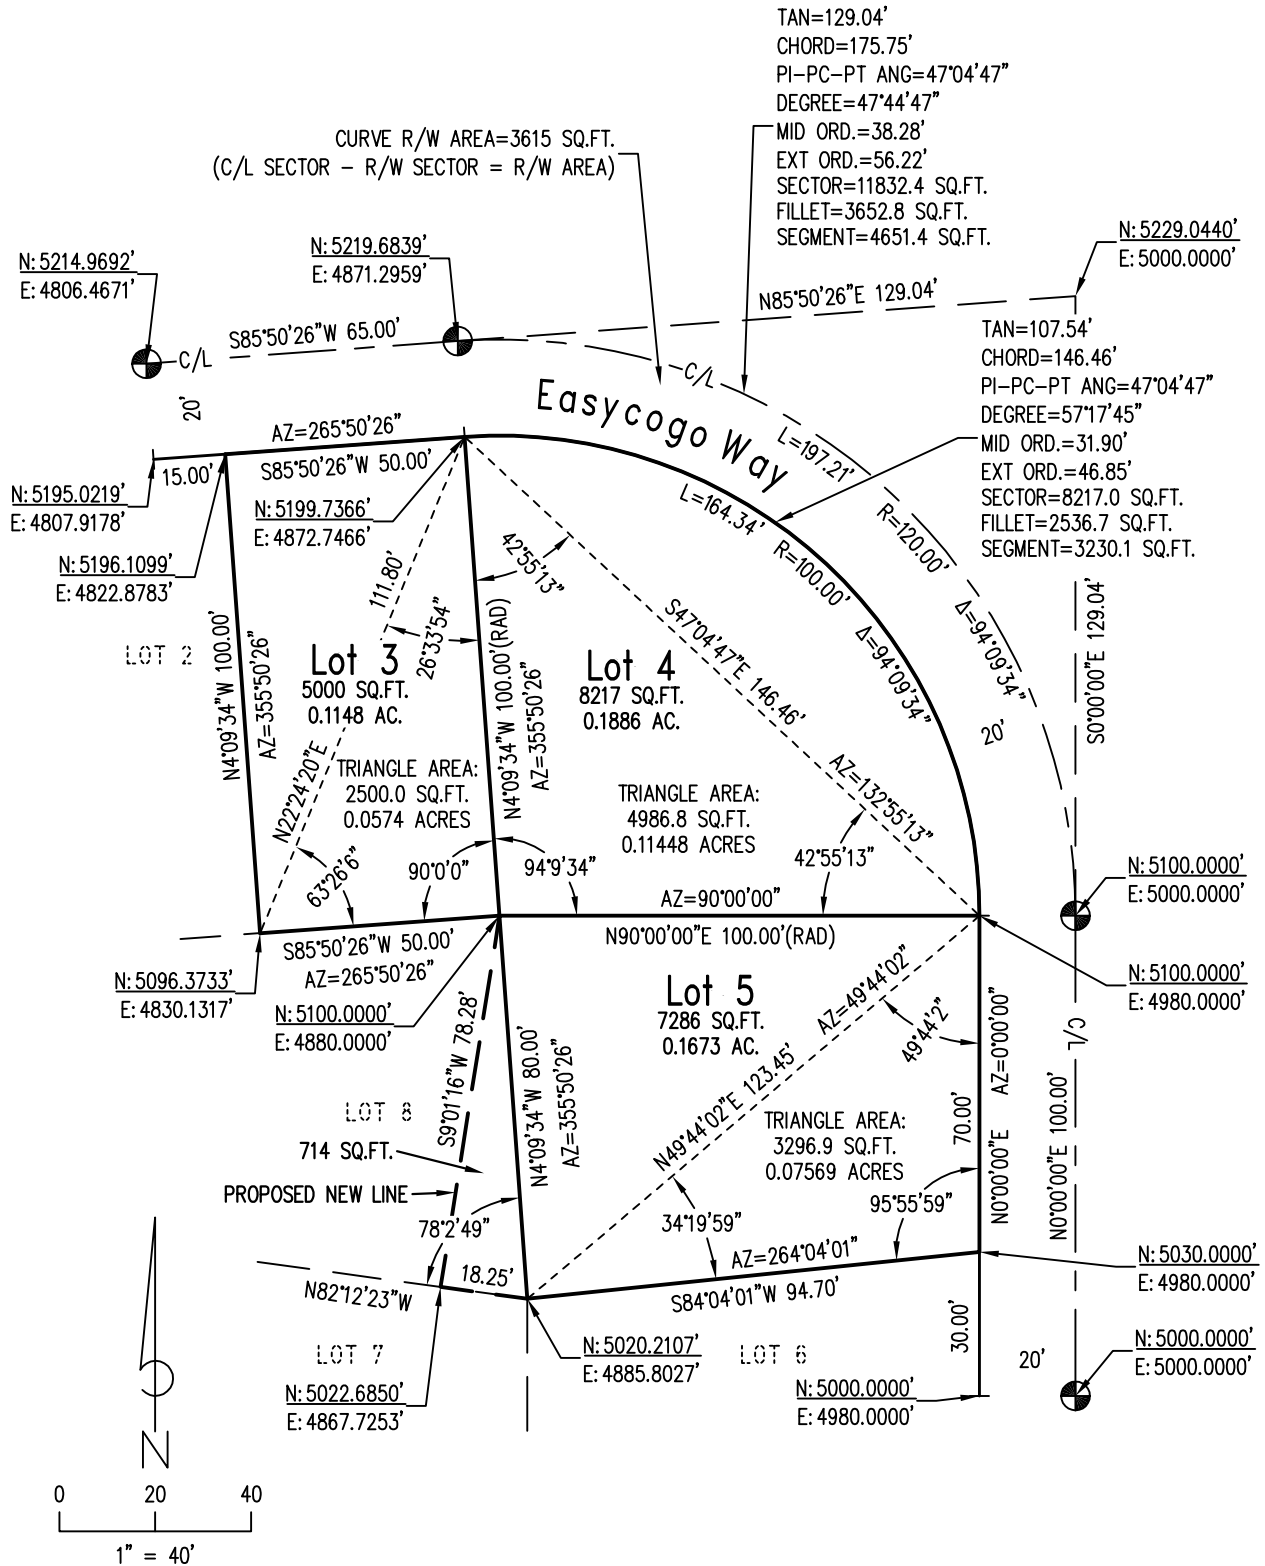 TAN=129.04'
CHORD=175.75'
PI-PC-PT ANG=47°04'47"
DEGREE=47°44'47"
MID ORD.=38.28'
EXT ORD.=56.22'
SECTOR=11832.4 SQ.FT.
FILLET=3652.8 SQ.FT.
SEGMENT=4651.4 SQ.FT.
CURVE R/W AREA=3615 SQ.FT.
(C/L SECTOR - R/W SECTOR = R/W AREA)
N: 5214.9692'
E: 4806.4671'
N: 5219.6839'
E: 4871.2959'
N: 5229.0440'
E: 5000.0000'
N85°50'26"E 129.04'
S85°50'26"W 65.00'
C/L
C/L
20'
Easycogo Way
TAN=107.54'
CHORD=146.46'
PI-PC-PT ANG=47°04'47"
DEGREE=57°17'45"
MID ORD.=31.90'
EXT ORD.=46.85'
SECTOR=8217.0 SQ.FT.
FILLET=2536.7 SQ.FT.
SEGMENT=3230.1 SQ.FT.
L=197.21'
R=120.00'
Δ=94°09'34"
L=164.34'
R=100.00'
Δ=94°09'34"
20'
S0°00'00"E 129.04'
AZ=265°50'26"
S85°50'26"W 50.00'
15.00'
N: 5195.0219'
E: 4807.9178'
N: 5196.1099'
E: 4822.8783'
N: 5199.7366'
E: 4872.7466'
LOT 2
N4°09'34"W 100.00'
AZ=355°50'26"
111.80'
26°33'54"
42°55'13"
Lot 3
5000 SQ.FT.
0.1148 AC.
N22°24'20"E
TRIANGLE AREA:
2500.0 SQ.FT.
0.0574 ACRES
63°26'6"
90°0'0"
N4°09'34"W 100.00'(RAD)
AZ=355°50'26"
Lot 4
8217 SQ.FT.
0.1886 AC.
S47°04'47"E 146.46'
AZ=132°55'13"
TRIANGLE AREA:
4986.8 SQ.FT.
0.11448 ACRES
94°9'34"
42°55'13"
AZ=90°00'00"
N90°00'00"E 100.00'(RAD)
S85°50'26"W 50.00'
AZ=265°50'26"
N: 5096.3733'
E: 4830.1317'
N: 5100.0000'
E: 4880.0000'
N: 5100.0000'
E: 5000.0000'
N: 5100.0000'
E: 4980.0000'
Lot 5
7286 SQ.FT.
0.1673 AC.
AZ=49°44'02"
N49°44'02"E 123.45'
49°44'2"
AZ=0°00'00"
N0°00'00"E
70.00'
C/L
N0°00'00"E 100.00'
S9°01'16"W 78.28'
N4°09'34"W 80.00'
AZ=355°50'26"
LOT 8
714 SQ.FT.
PROPOSED NEW LINE
78°2'49"
TRIANGLE AREA:
3296.9 SQ.FT.
0.07569 ACRES
34°19'59"
95°55'59"
AZ=264°04'01"
S84°04'01"W 94.70'
18.25'
N82°12'23"W
N: 5030.0000'
E: 4980.0000'
30.00'
20'
LOT 7
LOT 6
N: 5020.2107'
E: 4885.8027'
N: 5022.6850'
E: 4867.7253'
N: 5000.0000'
E: 4980.0000'
N: 5000.0000'
E: 5000.0000'
N
0 20 40
1" = 40'